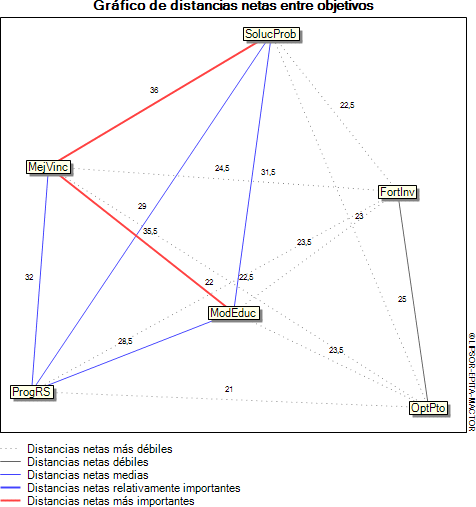 Gráfico de distancias netas entre objetivos
SolucProb
36
22,5
MejVinc
24,5
31,5
FortInv
29
23
35,5
23,5
22
22,5
32
25
ModEduc
28,5
23,5
ProgRS
21
OptPto
© LIPSOR-EPITA-MACTOR
Distancias netas más débiles
Distancias netas débiles
Distancias netas medias
Distancias netas relativamente importantes
Distancias netas más importantes